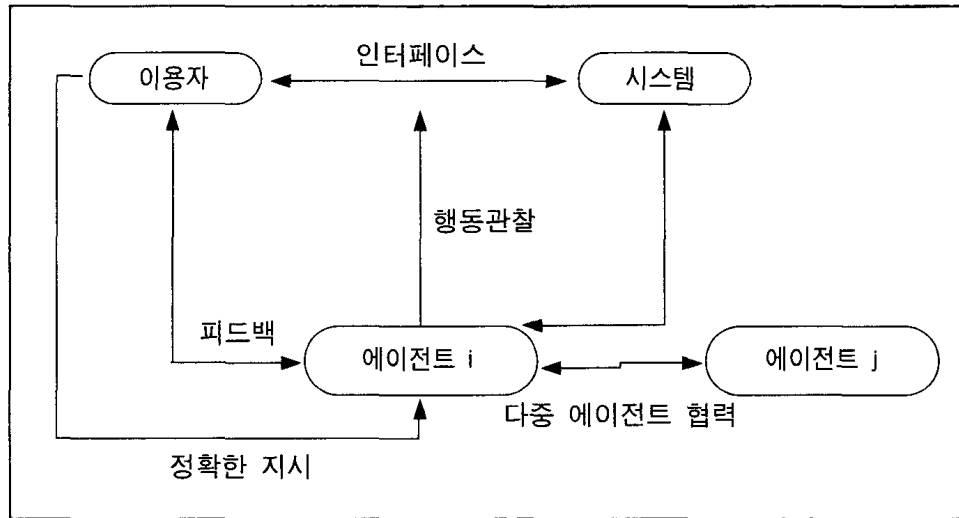 인터페이스
이용자
시스템
행동관찰
피드백
에이전트 i
에이전트 j
다중 에이전트 협력
정확한 지시